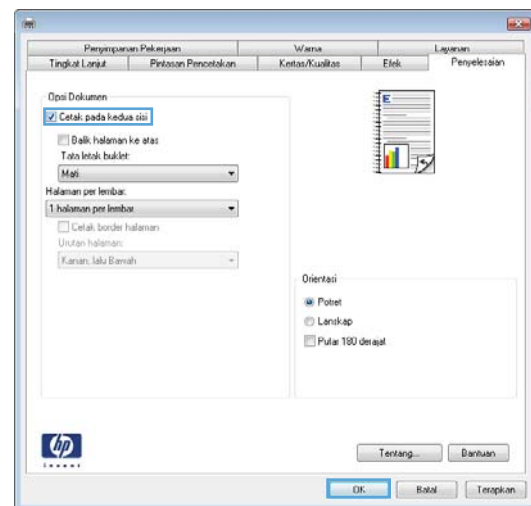 Penyimpanan Pekerjaan Warna Layanan
Tingkat Lanjut Pintasan Pencetakan Kertas/Kualitas Efek Penyelesaian
Opsi Dokumen
Cetak pada kedua sisi
Balik halaman ke atas
Tata letak buklet:
Mati
Halaman per lembar:
1 halaman per lembar
Cetak border halaman
Urutan halaman:
Kanan, lalu Bawah
E
Orientasi
Potret
Lanskap
Putar 180 derajat
hp
invent
Tentang... Bantuan
OK Batal Terapkan